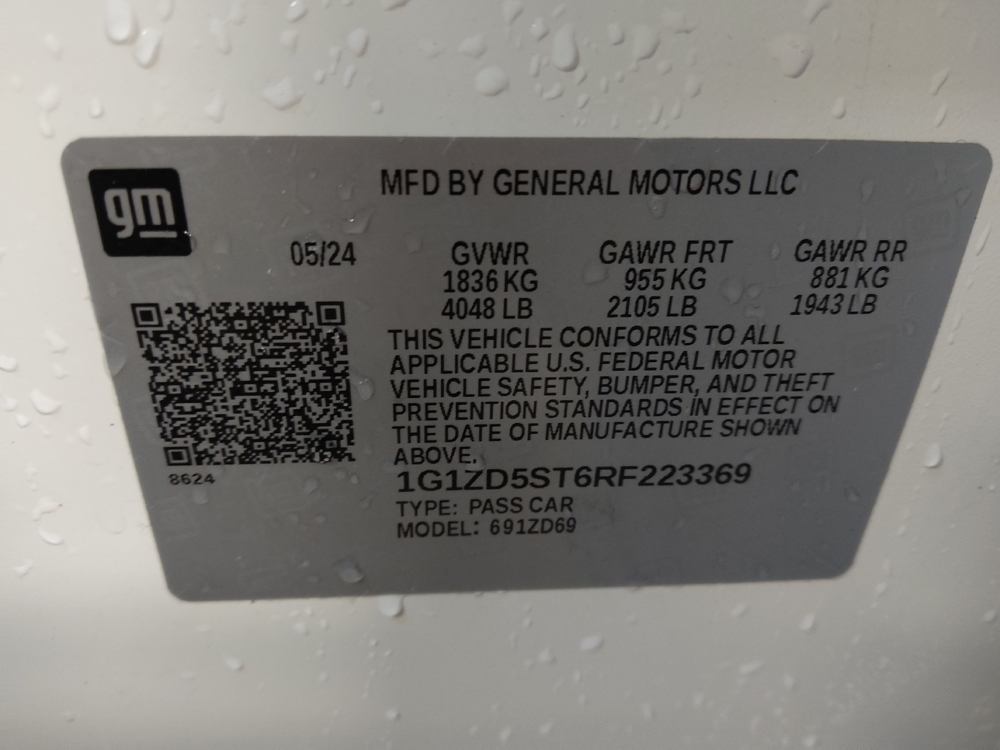 gm
MFD BY GENERAL MOTORS LLC
05/24 GVWR GAWR FRT GAWR RR
1836 KG 955 KG 881 KG
4048 LB 2105 LB 1943 LB
THIS VEHICLE CONFORMS TO ALL
APPLICABLE U.S. FEDERAL MOTOR
VEHICLE SAFETY, BUMPER, AND THEFT
PREVENTION STANDARDS IN EFFECT ON
THE DATE OF MANUFACTURE SHOWN
ABOVE.
8624
1G1ZD5ST6RF223369
TYPE: PASS CAR
MODEL: 691ZD69